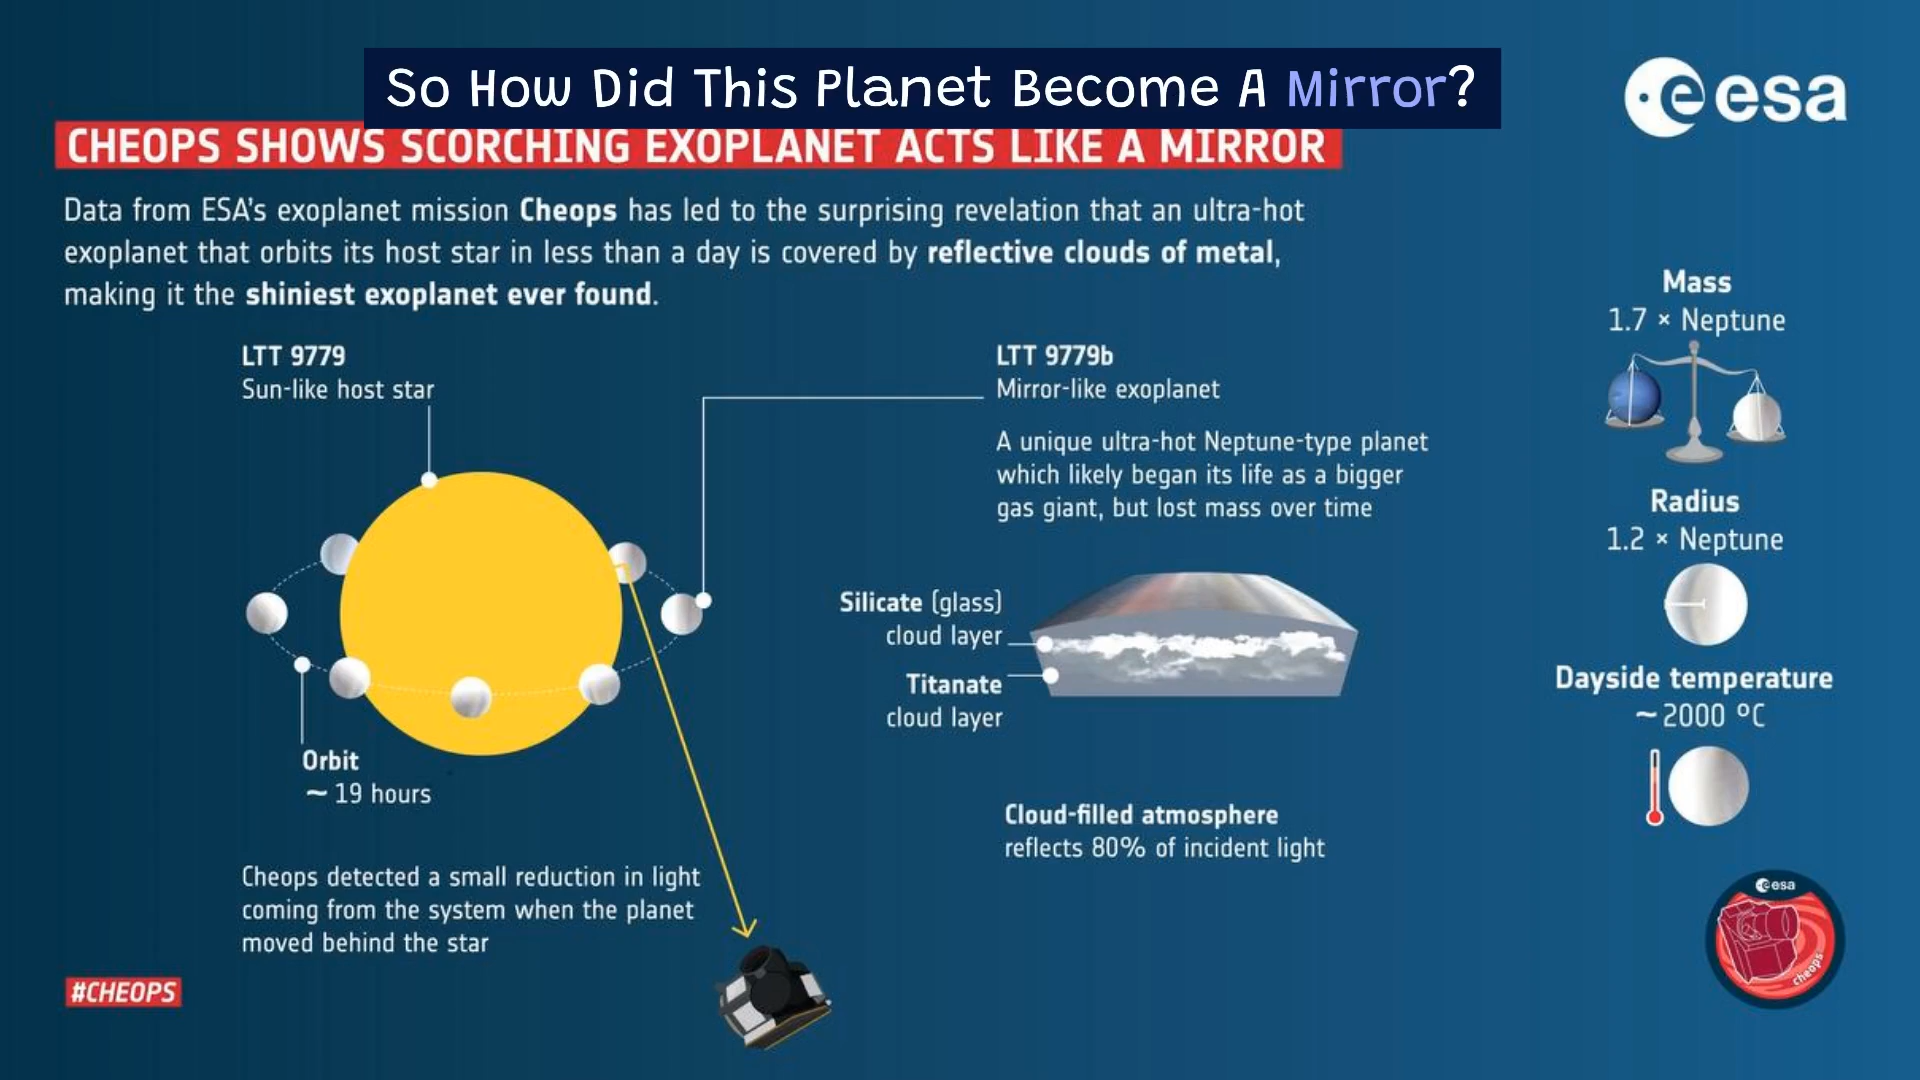 So How Did This Planet Become A Mirror?
esa
CHEOPS SHOWS SCORCHING EXOPLANET ACTS LIKE A MIRROR
Data from ESA's exoplanet mission Cheops has led to the surprising revelation that an ultra-hot
exoplanet that orbits its host star in less than a day is covered by reflective clouds of metal,
making it the shiniest exoplanet ever found.
LTT 9779
Sun-like host star
Orbit
~ 19 hours
Cheops detected a small reduction in light
coming from the system when the planet
moved behind the star
#CHEOPS
LTT 9779b
Mirror-like exoplanet
A unique ultra-hot Neptune-type planet
which likely began its life as a bigger
gas giant, but lost mass over time
Silicate (glass)
cloud layer
Titanate
cloud layer
Cloud-filled atmosphere
reflects 80% of incident light
Mass
1.7 × Neptune
Radius
1.2 × Neptune
Dayside temperature
~ 2000 ºC
esa
cheops